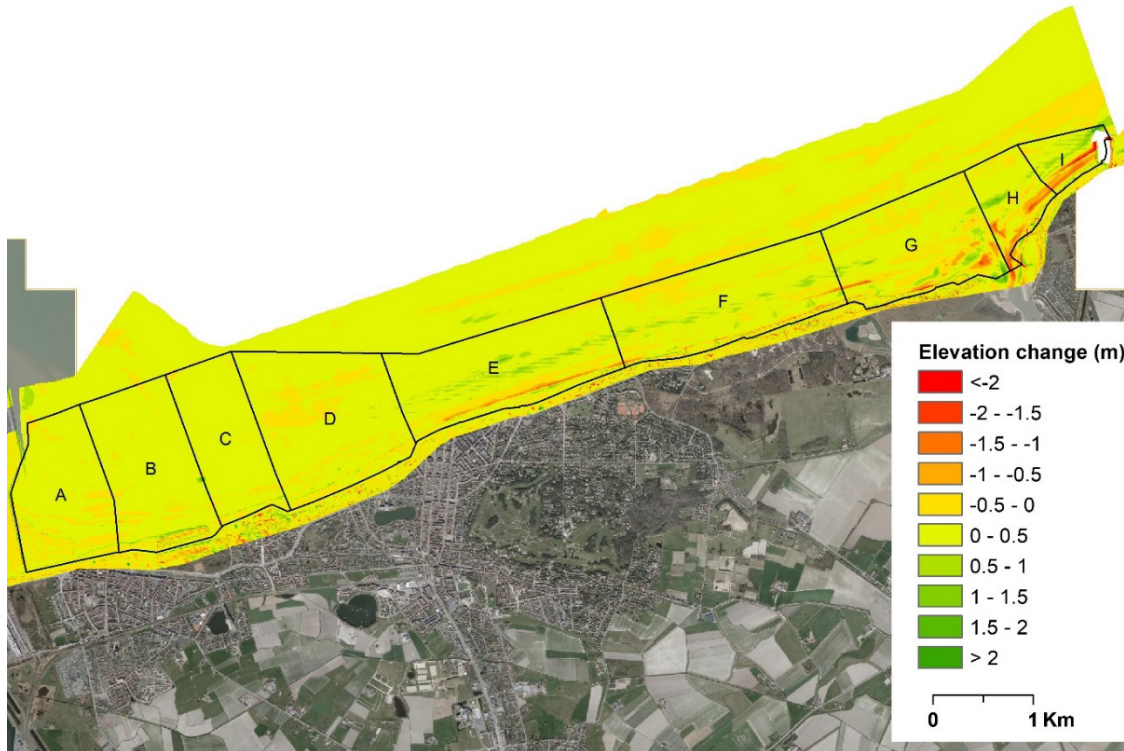 I
H
G
F
E
D
C
B
A
Elevation change (m)
<-2
-2 - -1.5
-1.5 - -1
-1 - -0.5
-0.5 - 0
0 - 0.5
0.5 - 1
1 - 1.5
1.5 - 2
> 2
0 1 Km